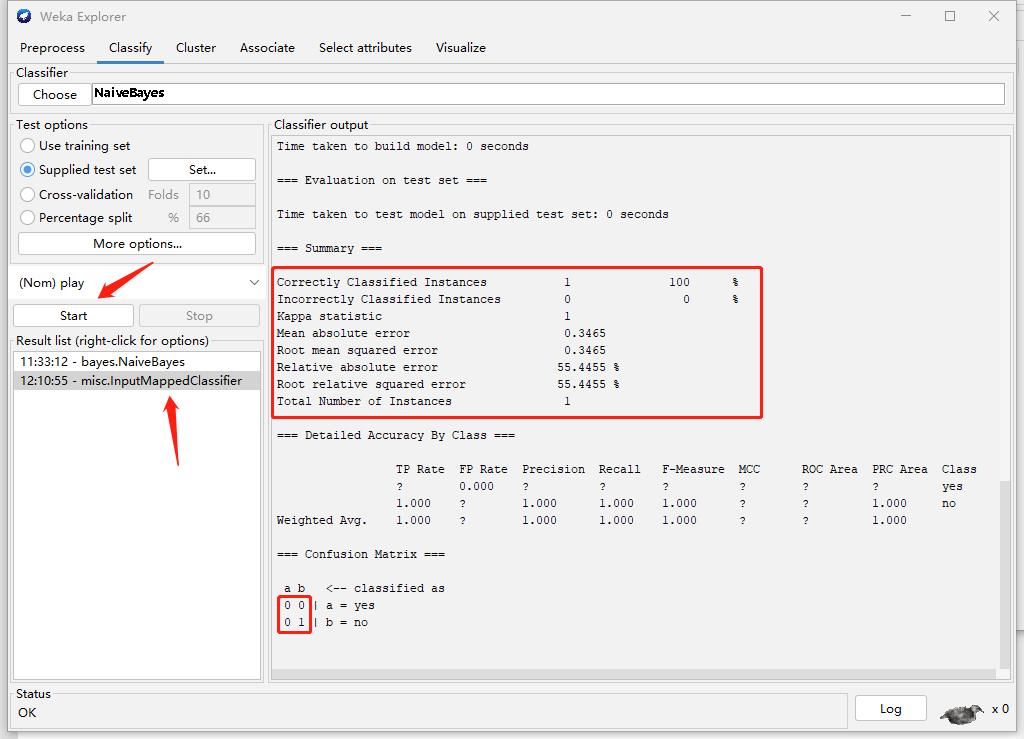 Weka Explorer
Preprocess Classify Cluster Associate Select attributes Visualize
Classifier
Choose NaiveBayes
Test options
Use training set
Supplied test set Set...
Cross-validation Folds 10
Percentage split % 66
More options...
(Nom) play
Start Stop
Result list (right-click for options)
11:33:12 - bayes.NaiveBayes
12:10:55 - misc.InputMappedClassifier
Classifier output
Time taken to build model: 0 seconds
=== Evaluation on test set ===
Time taken to test model on supplied test set: 0 seconds
=== Summary ===
Correctly Classified Instances 1 100 %
Incorrectly Classified Instances 0 0 %
Kappa statistic 1
Mean absolute error 0.3465
Root mean squared error 0.3465
Relative absolute error 55.4455 %
Root relative squared error 55.4455 %
Total Number of Instances 1
=== Detailed Accuracy By Class ===
TP Rate FP Rate Precision Recall F-Measure MCC ROC Area PRC Area Class
? 0.000 ? ? ? ? ? ? yes
1.000 ? 1.000 1.000 1.000 ? ? 1.000 no
Weighted Avg. 1.000 ? 1.000 1.000 1.000 ? ? 1.000
=== Confusion Matrix ===
a b <-- classified as
0 0 | a = yes
0 1 | b = no
Status
OK
Log x 0